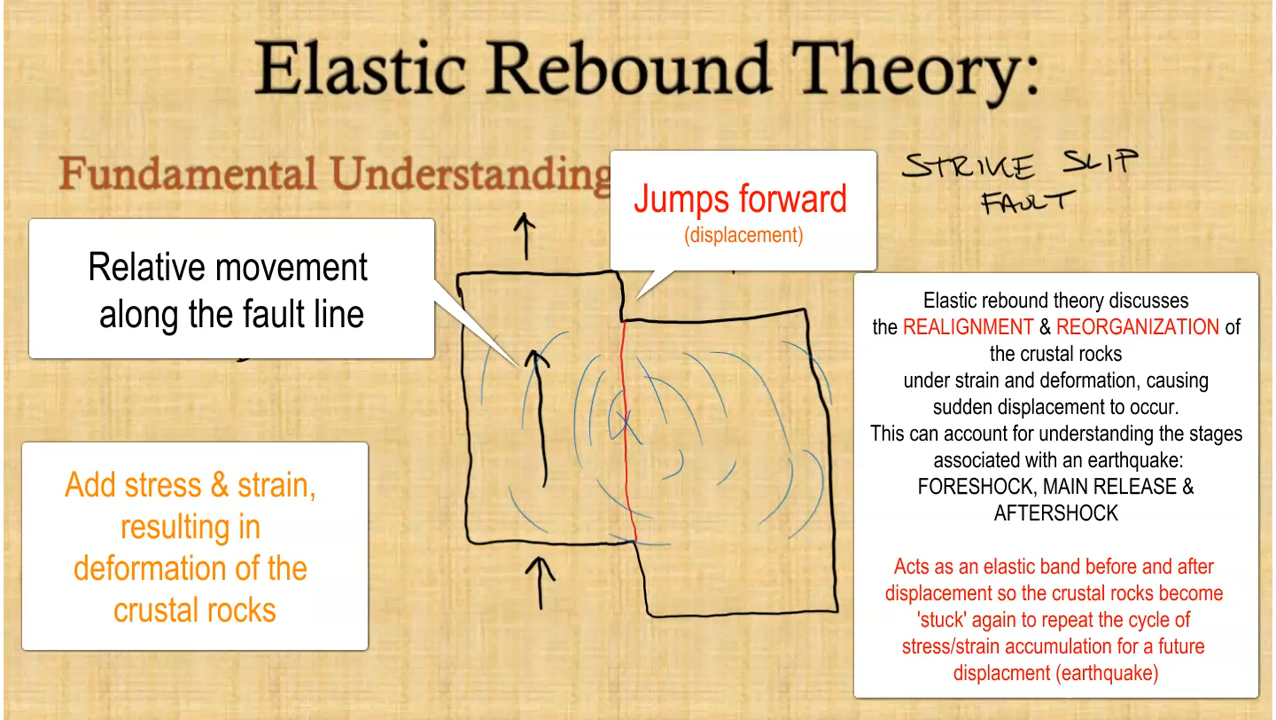 Elastic Rebound Theory:
Fundamental Understanding
STRIKE SLIP
FAULT
Jumps forward
(displacement)
Relative movement
along the fault line
Add stress & strain,
resulting in
deformation of the
crustal rocks
Elastic rebound theory discusses
the REALIGNMENT & REORGANIZATION of
the crustal rocks
under strain and deformation, causing
sudden displacement to occur.
This can account for understanding the stages
associated with an earthquake:
FORESHOCK, MAIN RELEASE &
AFTERSHOCK
Acts as an elastic band before and after
displacement so the crustal rocks become
'stuck' again to repeat the cycle of
stress/strain accumulation for a future
displacment (earthquake)